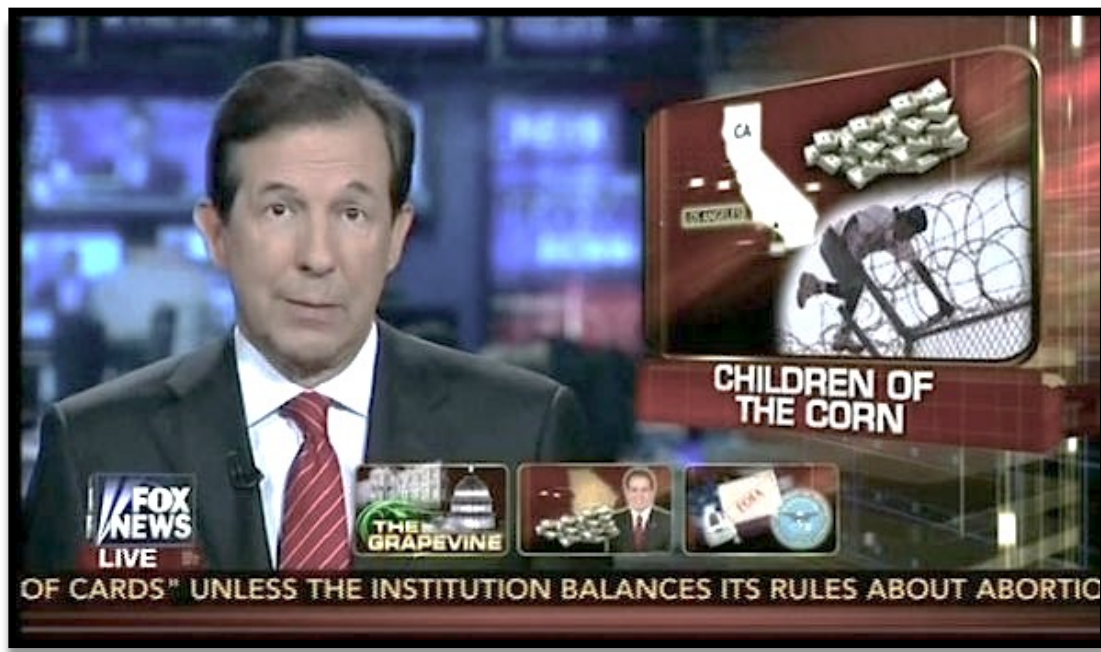 CA
LOS ANGELES
CHILDREN OF
THE CORN
FOX
NEWS
LIVE
THE
GRAPEVINE
FOIA
OF CARDS” UNLESS THE INSTITUTION BALANCES ITS RULES ABOUT ABORTIO